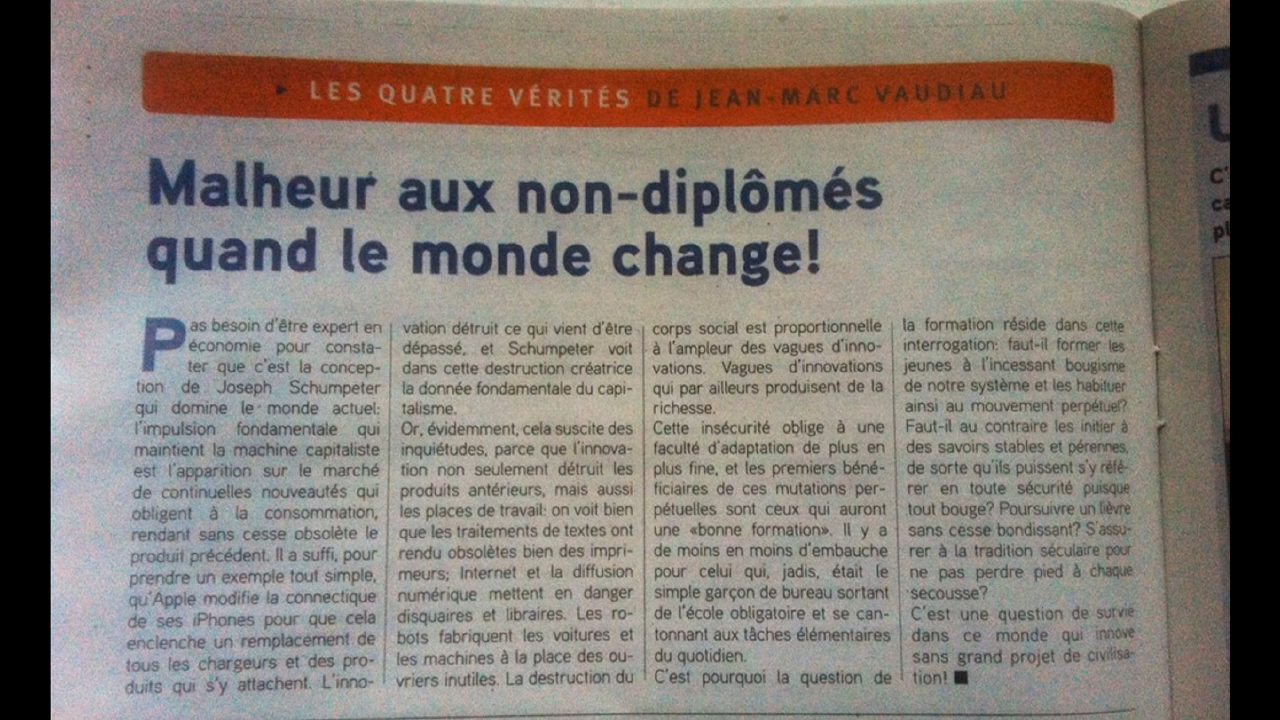 LES QUATRE VÉRITÉS DE JEAN-MARC VAUDIAU
Malheur aux non-diplômés
quand le monde change!
Pas besoin d'être expert en
économie pour consta-
ter que c'est la concep-
tion de Joseph Schumpeter
qui domine le monde actuel:
l'impulsion fondamentale qui
maintient la machine capitaliste
est l'apparition sur le marché
de continuelles nouveautés qui
obligent à la consommation,
rendant sans cesse obsolète le
produit précédent. Il a suffi, pour
prendre un exemple tout simple,
qu'Apple modifie la connectique
de ses iPhones pour que cela
enclenche un remplacement de
tous les chargeurs et des pro-
duits qui s'y attachent. L'inno-
vation détruit ce qui vient d'être
dépassé, et Schumpeter voit
dans cette destruction créatrice
la donnée fondamentale du capi-
talisme.
Or, évidemment, cela suscite des
inquiétudes, parce que l'innova-
tion non seulement détruit les
produits antérieurs, mais aussi
les places de travail: on voit bien
que les traitements de textes ont
rendu obsolètes bien des impri-
meurs; Internet et la diffusion
numérique mettent en danger
disquaires et libraires. Les ro-
bots fabriquent les voitures et
les machines à la place des ou-
vriers inutiles. La destruction du
corps social est proportionnelle
à l'ampleur des vagues d'inno-
vations. Vagues d'innovations
qui par ailleurs produisent de la
richesse.
Cette insécurité oblige à une
faculté d'adaptation de plus en
plus fine, et les premiers béné-
ficiaires de ces mutations per-
pétuelles sont ceux qui auront
une «bonne formation». Il y a
de moins en moins d'embauche
pour celui qui, jadis, était le
simple garçon de bureau sortant
de l'école obligatoire et se can-
tonnant aux tâches élémentaires
du quotidien.
C'est pourquoi la question de
la formation réside dans cette
interrogation: faut-il former les
jeunes à l'incessant bougisme
de notre système et les habituer
ainsi au mouvement perpétuel?
Faut-il au contraire les initier à
des savoirs stables et pérennes,
de sorte qu'ils puissent s'y réfé-
rer en toute sécurité puisque
tout bouge? Poursuivre un lièvre
sans cesse bondissant? S'assu-
rer à la tradition séculaire pour
ne pas perdre pied à chaque
secousse?
C'est une question de survie
dans ce monde qui innove
sans grand projet de civilisa-
tion!